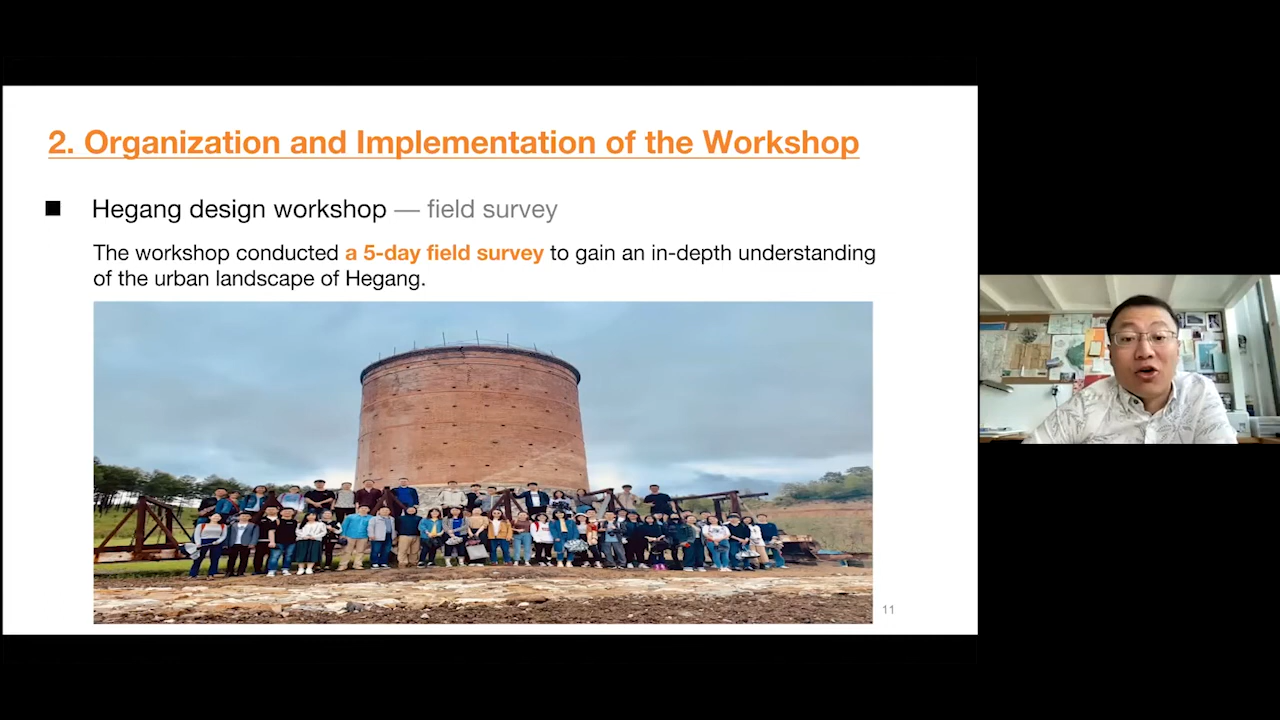 2. Organization and Implementation of the Workshop
Hegang design workshop — field survey
The workshop conducted a 5-day field survey to gain an in-depth understanding
of the urban landscape of Hegang.
11